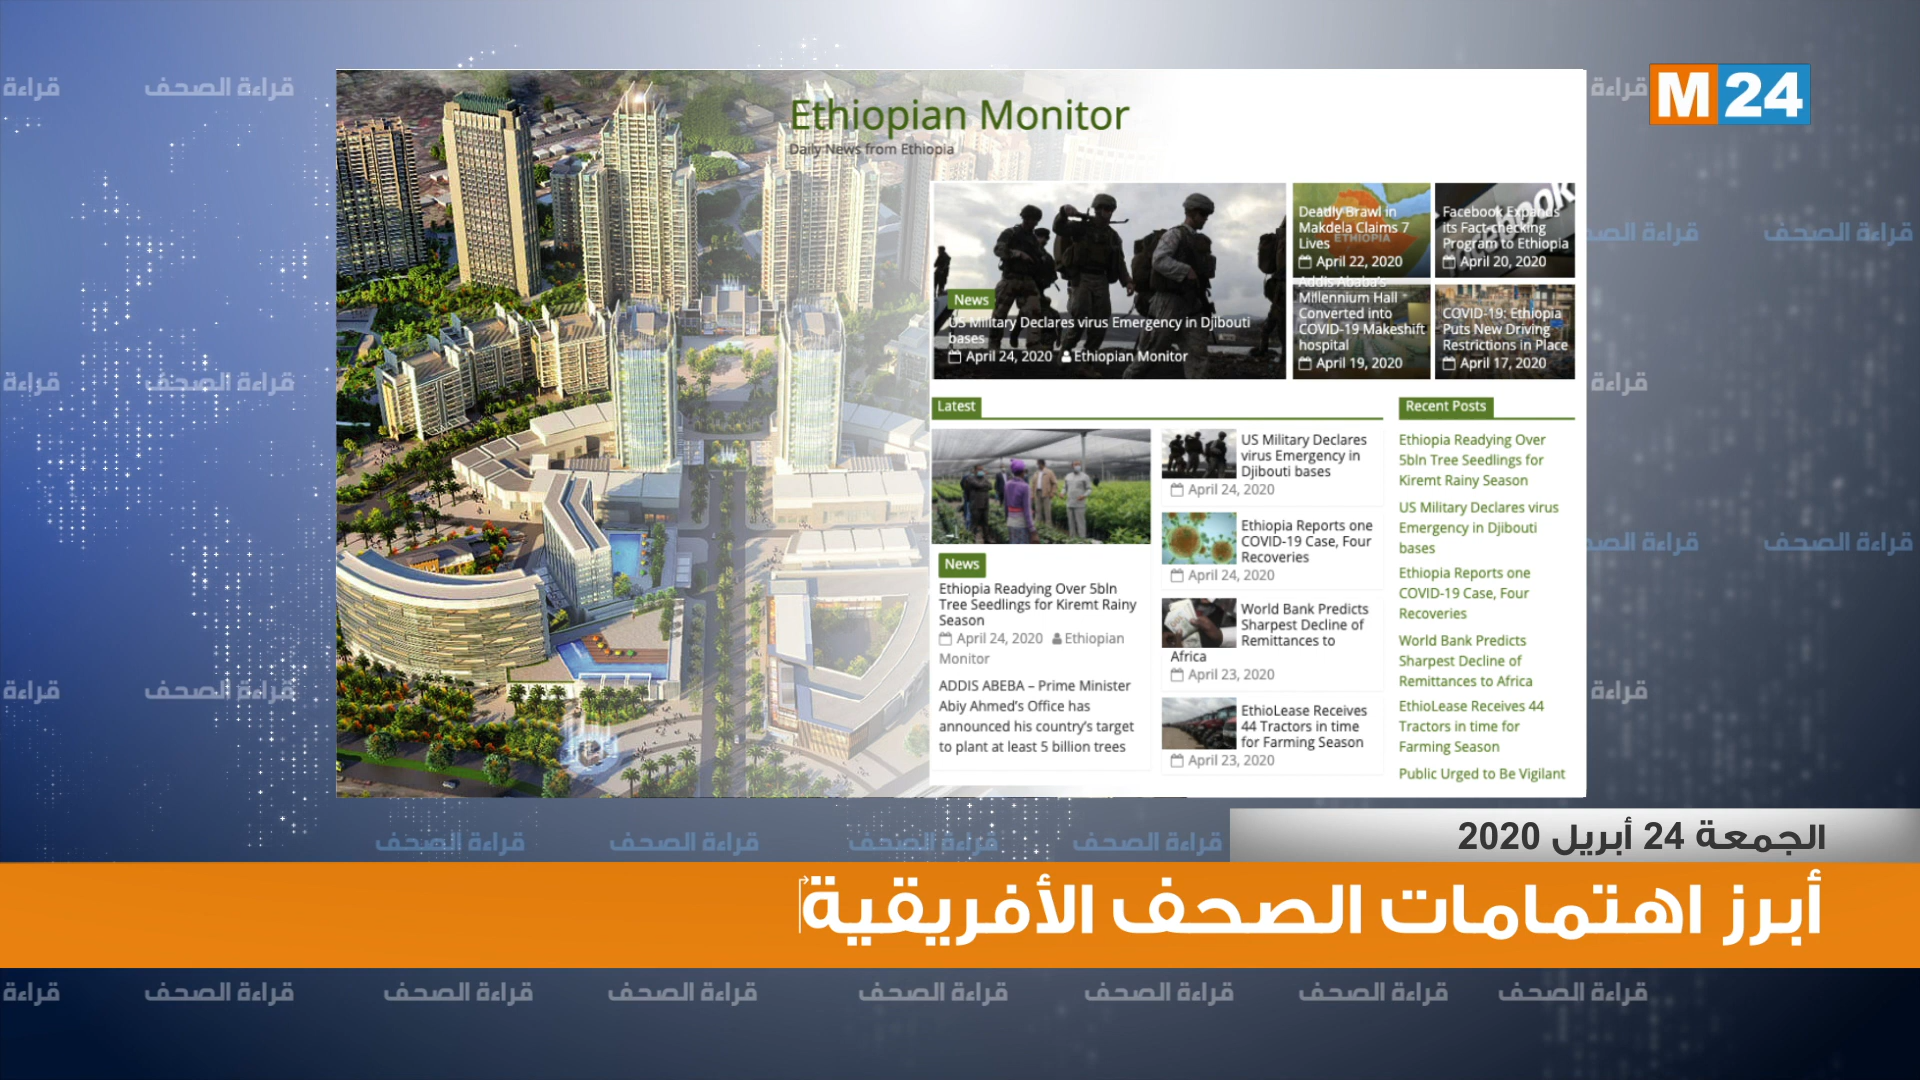 M 24
Ethiopian Monitor
Daily News from Ethiopia
News
US Military Declares virus Emergency in Djibouti
bases
April 24, 2020 Ethiopian Monitor
Deadly Brawl in
Makdela Claims 7
Lives
ETHIOPIA
April 22, 2020
Facebook Expands
its Fact-checking
Program to Ethiopia
April 20, 2020
Addis Ababa's
Millennium Hall
Converted into
COVID-19 Makeshift
hospital
April 19, 2020
COVID-19: Ethiopia
Puts New Driving
Restrictions in Place
April 17, 2020
Latest
News
Ethiopia Readying Over 5bln
Tree Seedlings for Kiremt Rainy
Season
April 24, 2020 Ethiopian
Monitor
ADDIS ABEBA – Prime Minister
Abiy Ahmed's Office has
announced his country's target
to plant at least 5 billion trees
US Military Declares
virus Emergency in
Djibouti bases
April 24, 2020
Ethiopia Reports one
COVID-19 Case, Four
Recoveries
April 24, 2020
World Bank Predicts
Sharpest Decline of
Remittances to
Africa
April 23, 2020
EthioLease Receives
44 Tractors in time
for Farming Season
April 23, 2020
Recent Posts
Ethiopia Readying Over
5bln Tree Seedlings for
Kiremt Rainy Season
US Military Declares virus
Emergency in Djibouti
bases
Ethiopia Reports one
COVID-19 Case, Four
Recoveries
World Bank Predicts
Sharpest Decline of
Remittances to Africa
EthioLease Receives 44
Tractors in time for
Farming Season
Public Urged to Be Vigilant
الجمعة 24 أبريل 2020
أبرز اهتمامات الصحف الأفريقية
قراءة الصحف